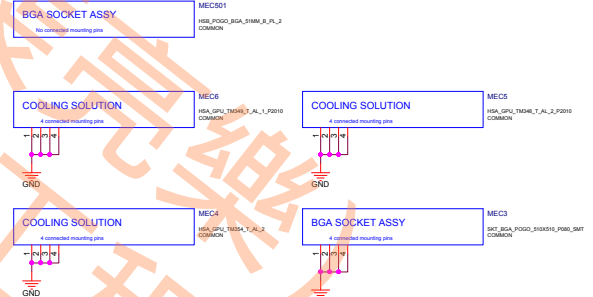 BGA SOCKET ASSY
No connected mounting pins
MEC501
HSB_POGO_BGA_51MM_B_PL_2
COMMON
COOLING SOLUTION
4 connected mounting pins
MEC6
HSA_GPU_TM349_T_AL_1_P2010
COMMON
1 2 3 4
GND
COOLING SOLUTION
4 connected mounting pins
MEC5
HSA_GPU_TM348_T_AL_2_P2010
COMMON
1 2 3 4
GND
COOLING SOLUTION
4 connected mounting pins
MEC4
HSA_GPU_TM354_T_AL_2
COMMON
1 2 3 4
GND
BGA SOCKET ASSY
4 connected mounting pins
MEC3
SKT_BGA_POGO_510X510_P080_SMT
COMMON
1 2 3 4